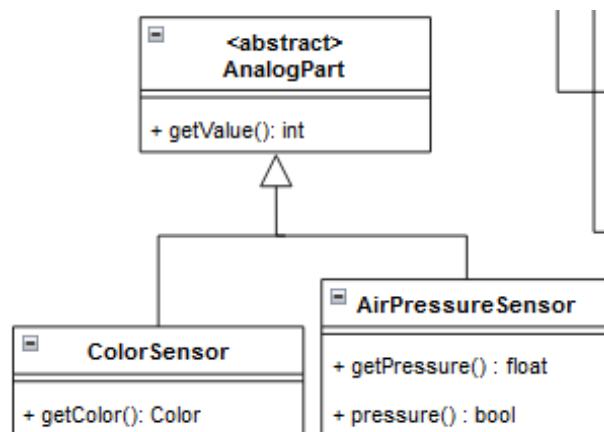 <abstract>
AnalogPart
+ getValue(): int
ColorSensor
+ getColor(): Color
AirPressureSensor
+ getPressure() : float
+ pressure() : bool